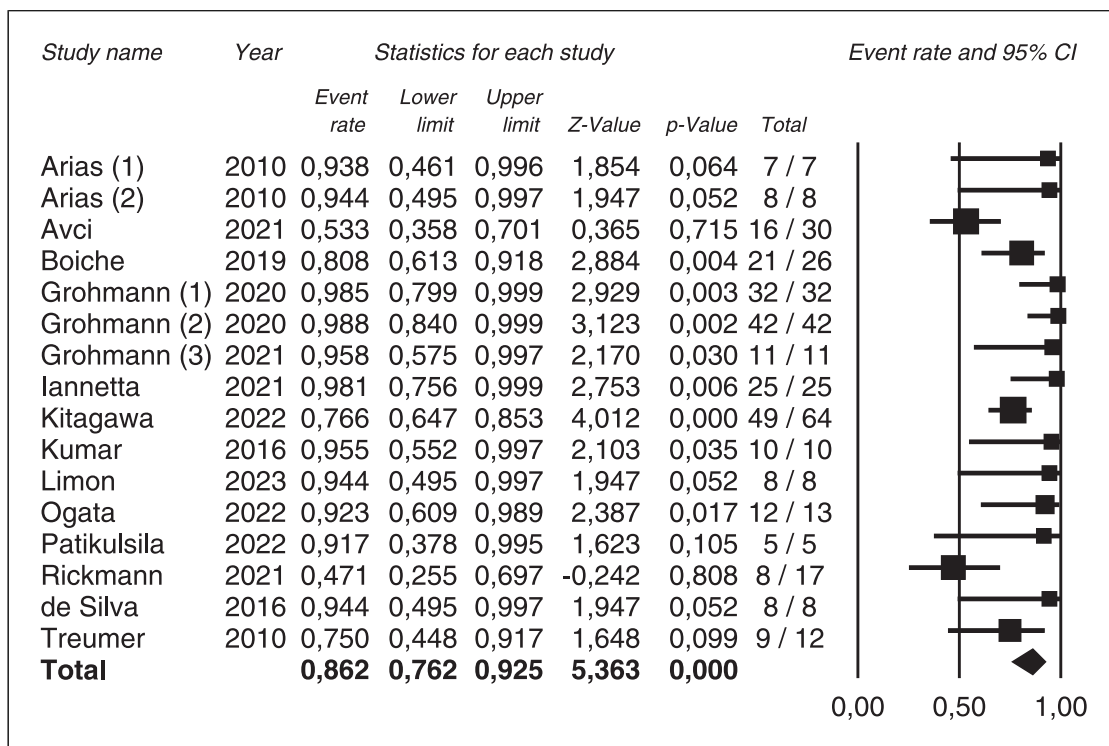 Study name Year Statistics for each study Event rate and 95% CI
Event rate Lower limit Upper limit Z-Value p-Value Total
Arias (1) 2010 0,938 0,461 0,996 1,854 0,064 7 / 7
Arias (2) 2010 0,944 0,495 0,997 1,947 0,052 8 / 8
Avci 2021 0,533 0,358 0,701 0,365 0,715 16 / 30
Boiche 2019 0,808 0,613 0,918 2,884 0,004 21 / 26
Grohmann (1) 2020 0,985 0,799 0,999 2,929 0,003 32 / 32
Grohmann (2) 2020 0,988 0,840 0,999 3,123 0,002 42 / 42
Grohmann (3) 2021 0,958 0,575 0,997 2,170 0,030 11 / 11
Iannetta 2021 0,981 0,756 0,999 2,753 0,006 25 / 25
Kitagawa 2022 0,766 0,647 0,853 4,012 0,000 49 / 64
Kumar 2016 0,955 0,552 0,997 2,103 0,035 10 / 10
Limon 2023 0,944 0,495 0,997 1,947 0,052 8 / 8
Ogata 2022 0,923 0,609 0,989 2,387 0,017 12 / 13
Patikulsila 2022 0,917 0,378 0,995 1,623 0,105 5 / 5
Rickmann 2021 0,471 0,255 0,697 -0,242 0,808 8 / 17
de Silva 2016 0,944 0,495 0,997 1,947 0,052 8 / 8
Treumer 2010 0,750 0,448 0,917 1,648 0,099 9 / 12
Total 0,862 0,762 0,925 5,363 0,000
0,00 0,50 1,00